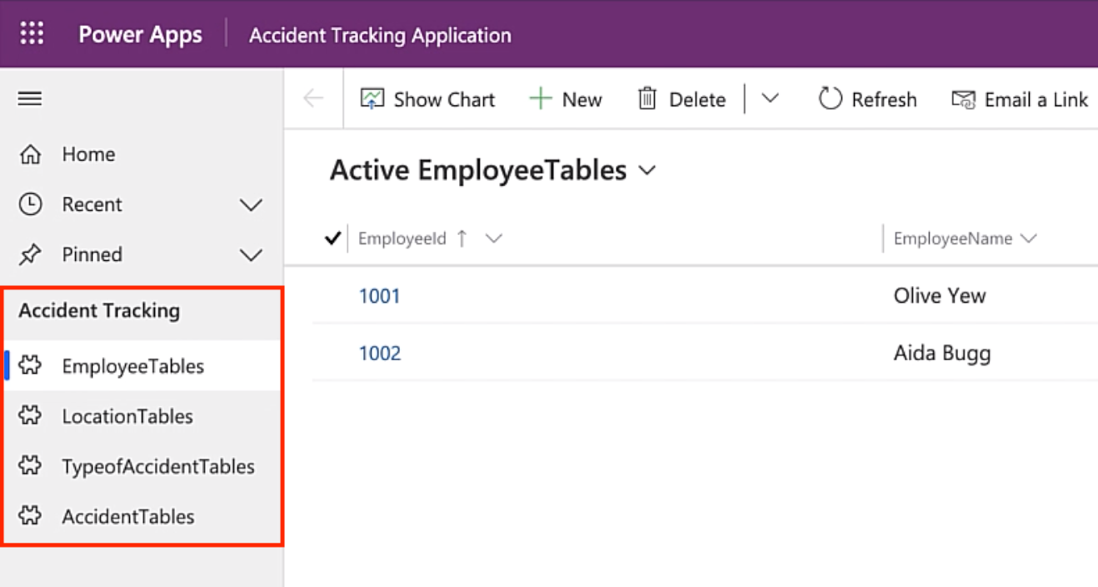 Power Apps Accident Tracking Application
Show Chart New Delete Refresh Email a Link
Home
Recent
Pinned
Accident Tracking
EmployeeTables
LocationTables
TypeofAccidentTables
AccidentTables
Active EmployeeTables
EmployeeId EmployeeName
1001 Olive Yew
1002 Aida Bugg